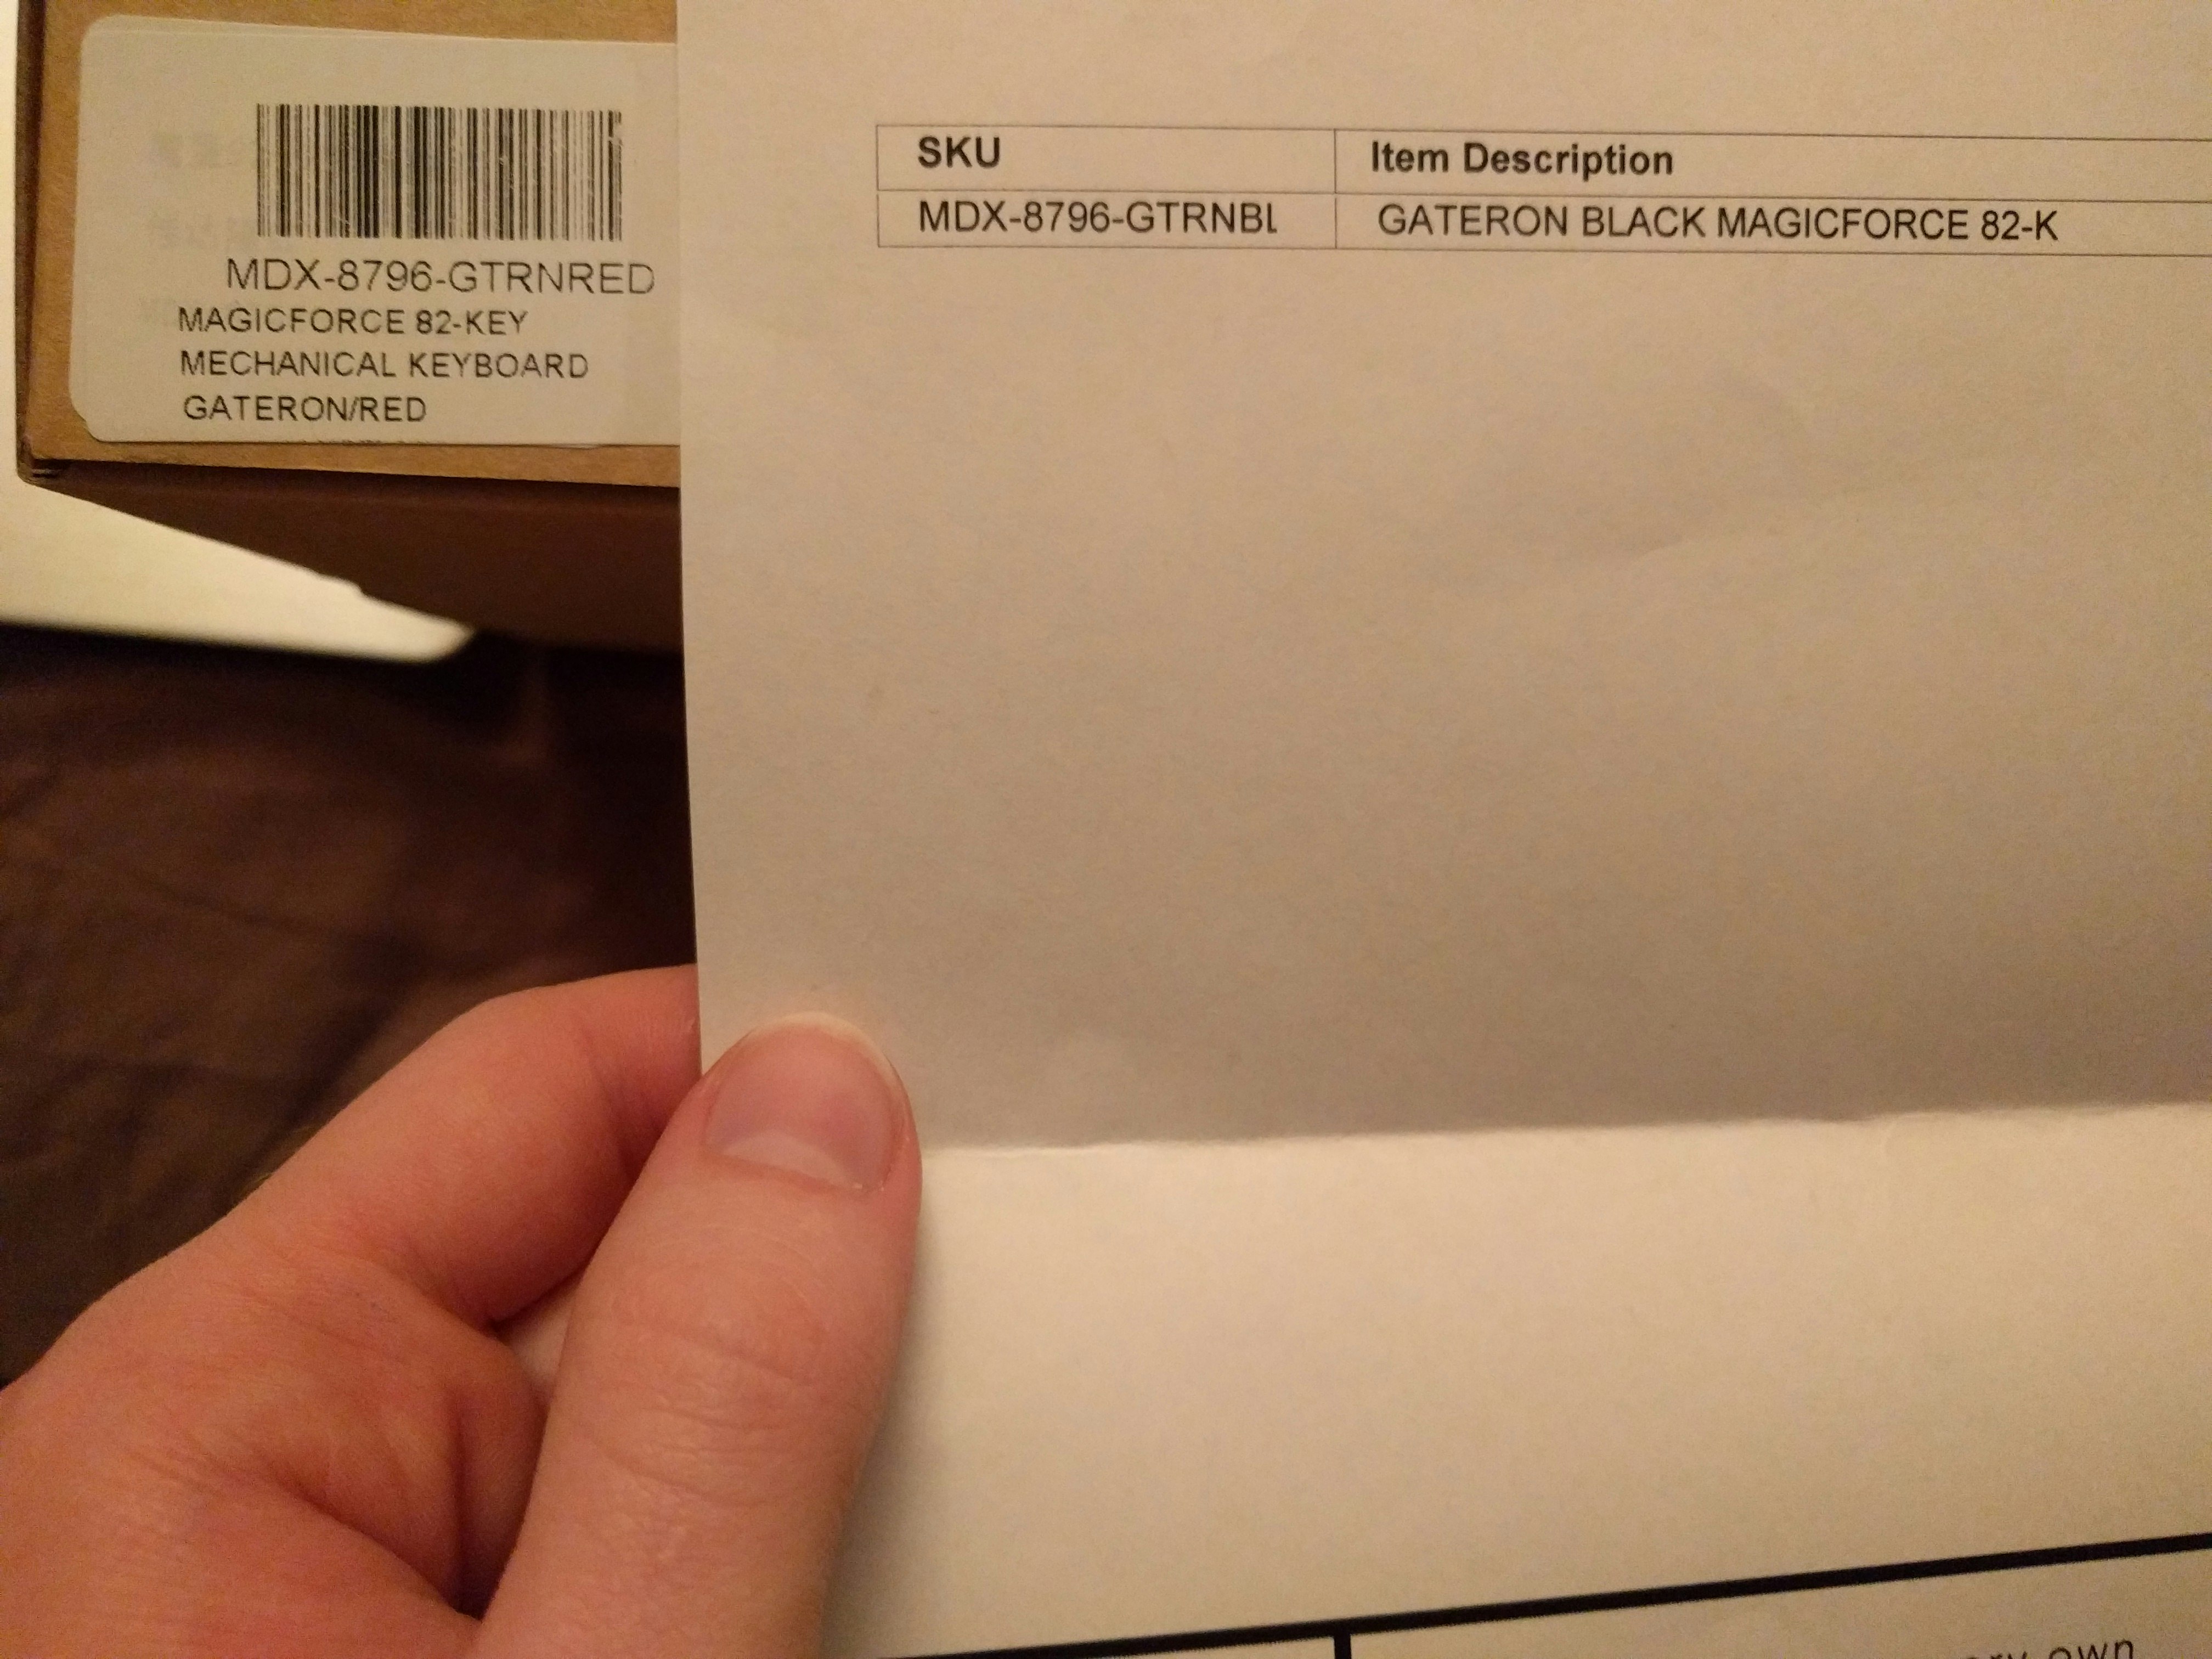 MDX-8796-GTRNRED
MAGICFORCE 82-KEY
MECHANICAL KEYBOARD
GATERON/RED
SKU Item Description
MDX-8796-GTRNBL GATERON BLACK MAGICFORCE 82-K
own